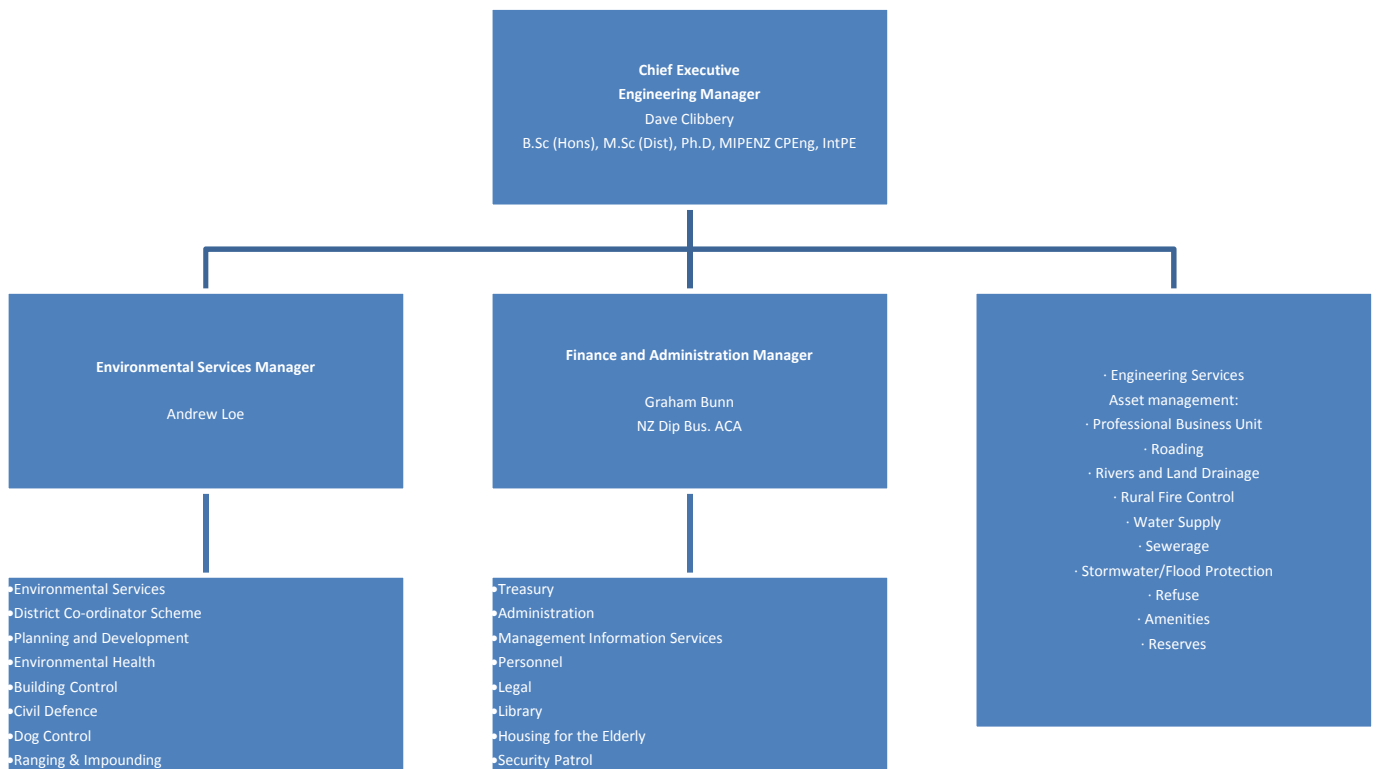 Chief Executive
Engineering Manager
Dave Clibbery
B.Sc (Hons), M.Sc (Dist), Ph.D, MIPENZ CPEng, IntPE
Environmental Services Manager
Andrew Loe
Finance and Administration Manager
Graham Bunn
NZ Dip Bus. ACA
· Engineering Services
Asset management:
· Professional Business Unit
· Roading
· Rivers and Land Drainage
· Rural Fire Control
· Water Supply
· Sewerage
· Stormwater/Flood Protection
· Refuse
· Amenities
· Reserves
•Environmental Services
•District Co-ordinator Scheme
•Planning and Development
•Environmental Health
•Building Control
•Civil Defence
•Dog Control
•Ranging & Impounding
•Treasury
•Administration
•Management Information Services
•Personnel
•Legal
•Library
•Housing for the Elderly
•Security Patrol